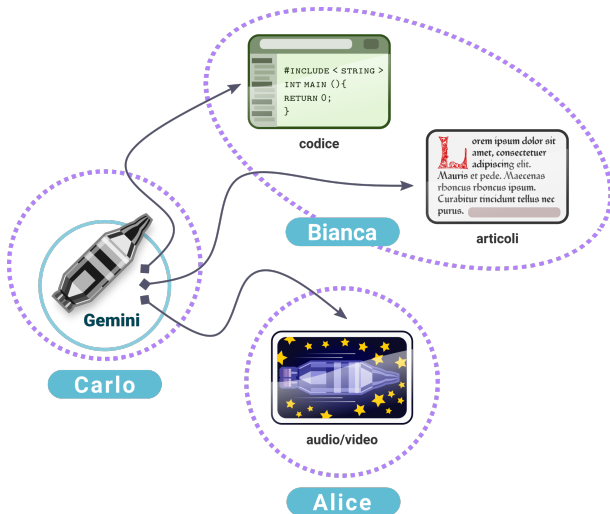 #INCLUDE < STRING >
INT MAIN (){
RETURN 0;
}
codice
Lorem ipsum dolor sit
amet, consectetuer
adipiscing elit.
Mauris et pede. Maecenas
rhoncus rhoncus ipsum.
Curabitur tincidunt tellus nec
purus.
articoli
Bianca
Gemini
Carlo
audio/video
Alice